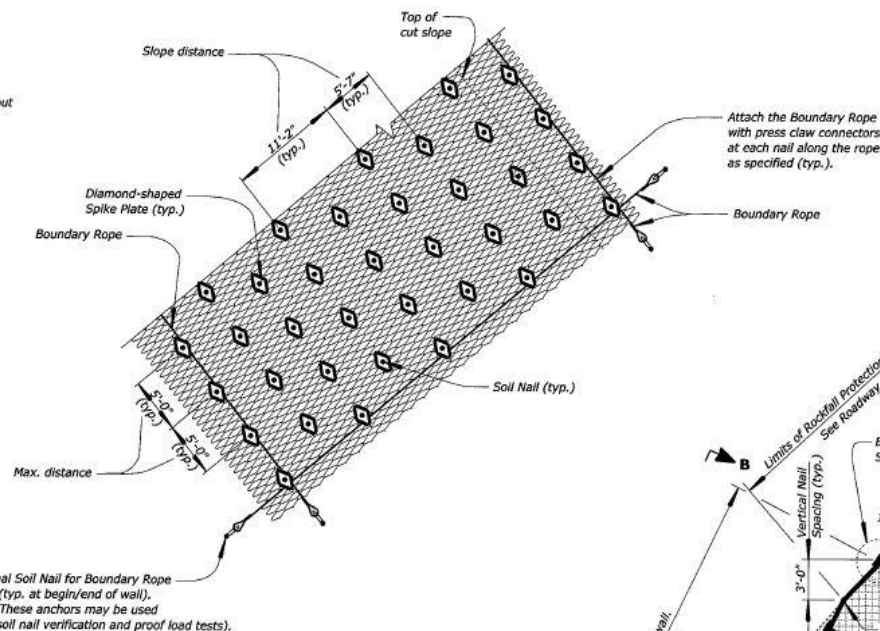 Top of
cut slope
Slope distance
5'-7"
(typ.)
11'-2"
(typ.)
Attach the Boundary Rope
with press claw connectors
at each nail along the rope
as specified (typ.).
Diamond-shaped
Spike Plate (typ.)
Boundary Rope
Boundary Rope
Soil Nail (typ.)
5'-0"
(typ.)
5'-0"
(typ.)
Max. distance
Limits of Rockfall Protection
See Roadway
B
Vertical Nail
Spacing (typ.)
3'-0"
wall.
Soil Nail for Boundary Rope
(typ. at begin/end of wall).
These anchors may be used
soil nail verification and proof load tests).